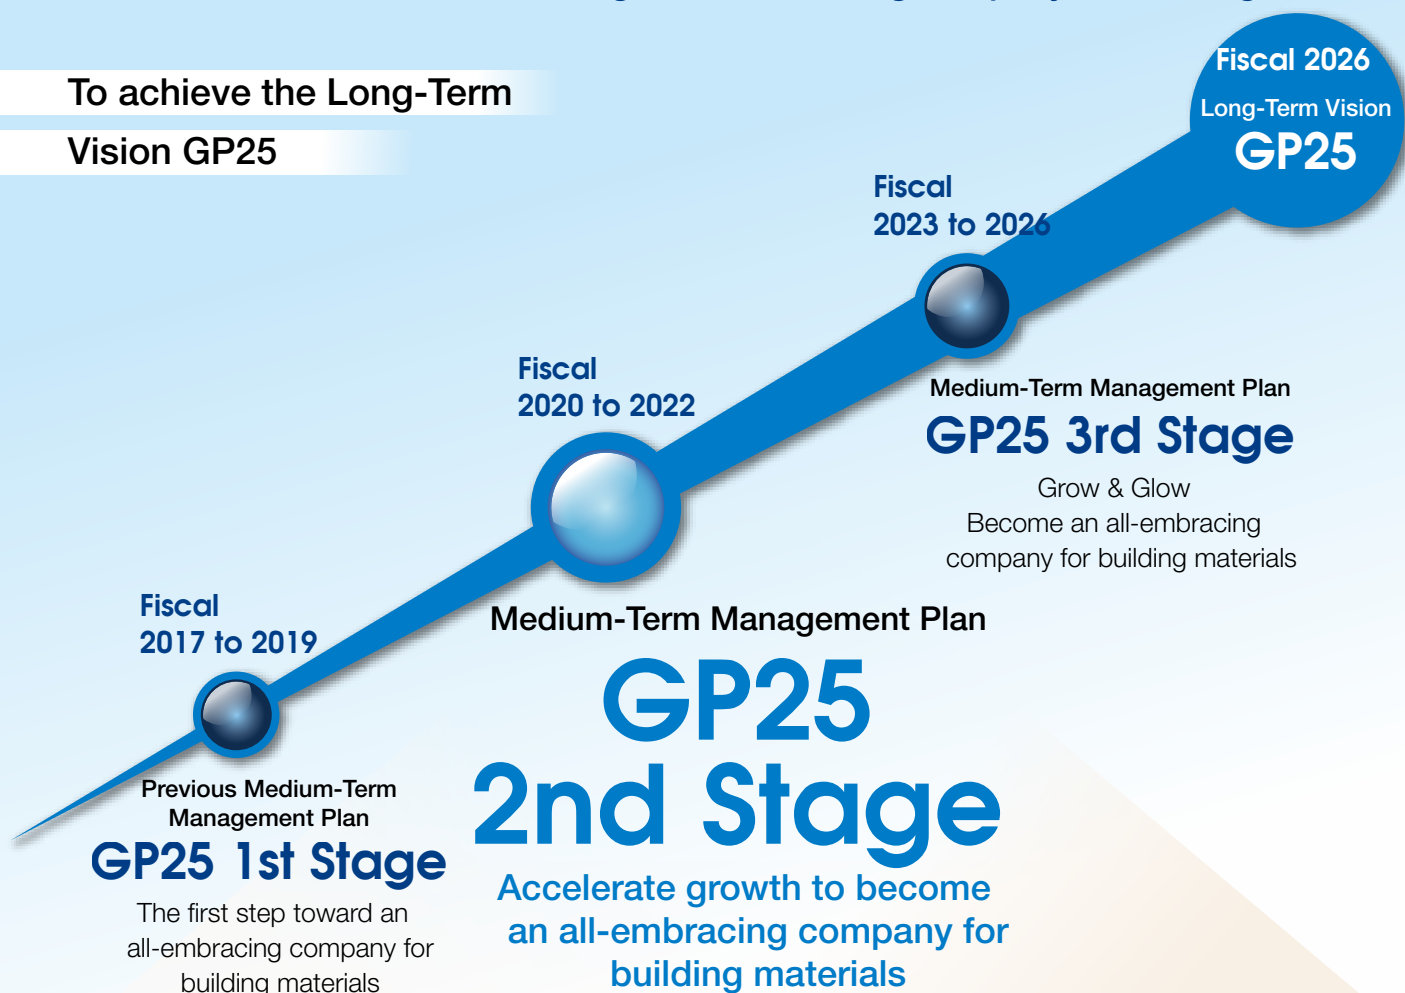 To achieve the Long-Term
Vision GP25
Fiscal 2026
Long-Term Vision
GP25
Fiscal
2023 to 2026
Medium-Term Management Plan
GP25 3rd Stage
Grow & Glow
Become an all-embracing
company for building materials
Fiscal
2020 to 2022
Medium-Term Management Plan
GP25
2nd Stage
Accelerate growth to become
an all-embracing company for
building materials
Fiscal
2017 to 2019
Previous Medium-Term
Management Plan
GP25 1st Stage
The first step toward an
all-embracing company for
building materials